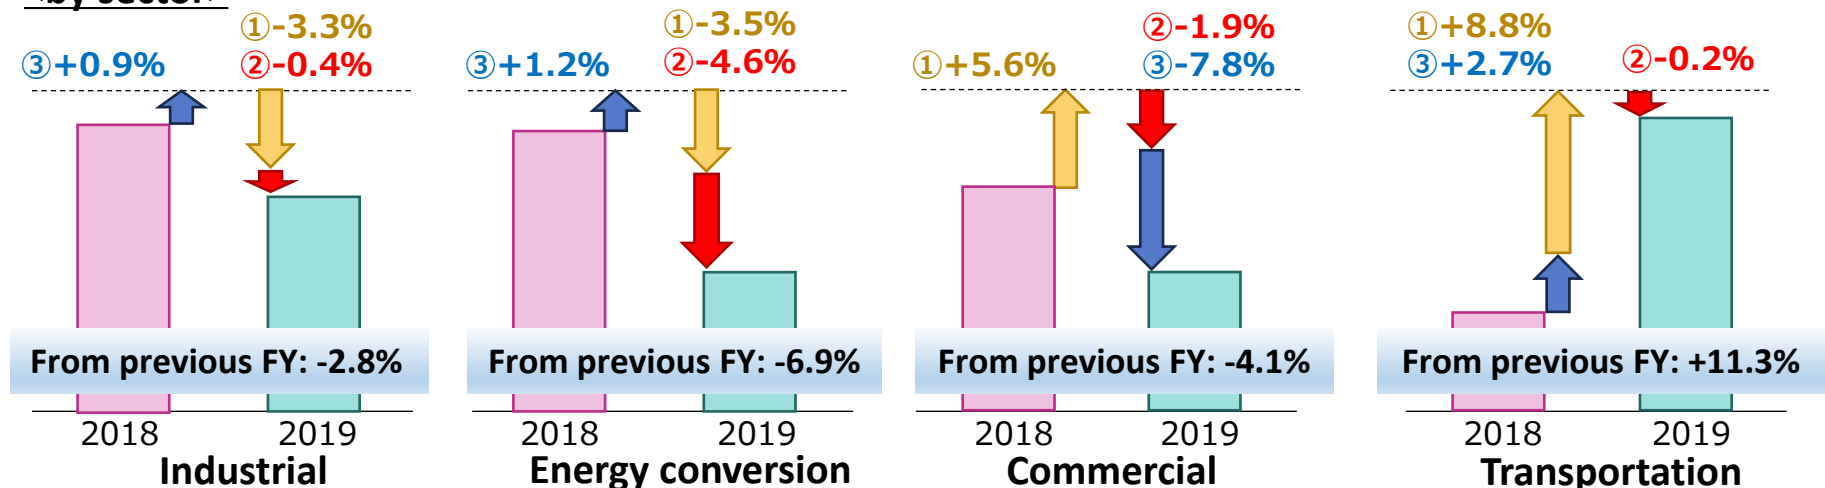 <by sector>
①-3.3%
③+0.9% ②-0.4%
2018 2019
From previous FY: -2.8%
Industrial
①-3.5%
③+1.2% ②-4.6%
From previous FY: -6.9%
2018 2019
Energy conversion
②-1.9%
①+5.6% ③-7.8%
From previous FY: -4.1%
2018 2019
Commercial
①+8.8%
③+2.7% ②-0.2%
From previous FY: +11.3%
2018 2019
Transportation